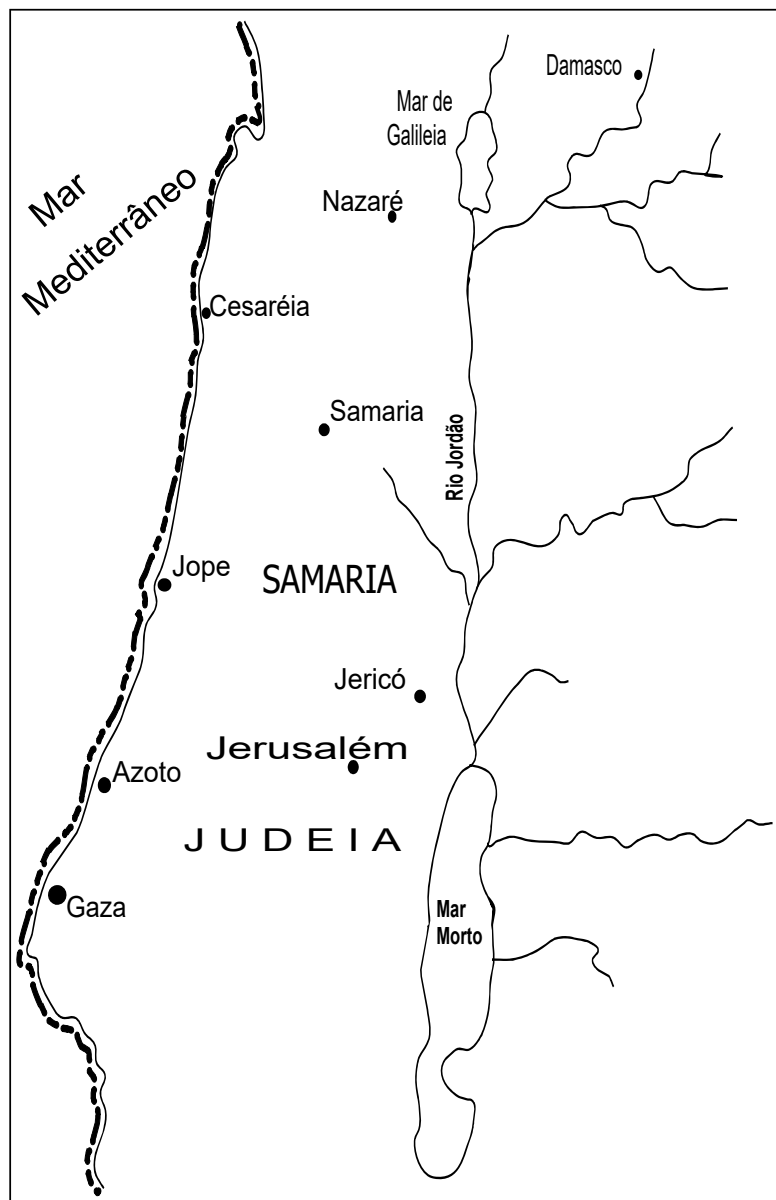 Damasco
Mar de
Galileia
Mar
Mediterrâneo
Nazaré
Cesaréia
Samaria
Rio Jordão
Jope
SAMARIA
Jericó
Jerusalém
Azoto
JUDEIA
Gaza
Mar
Morto